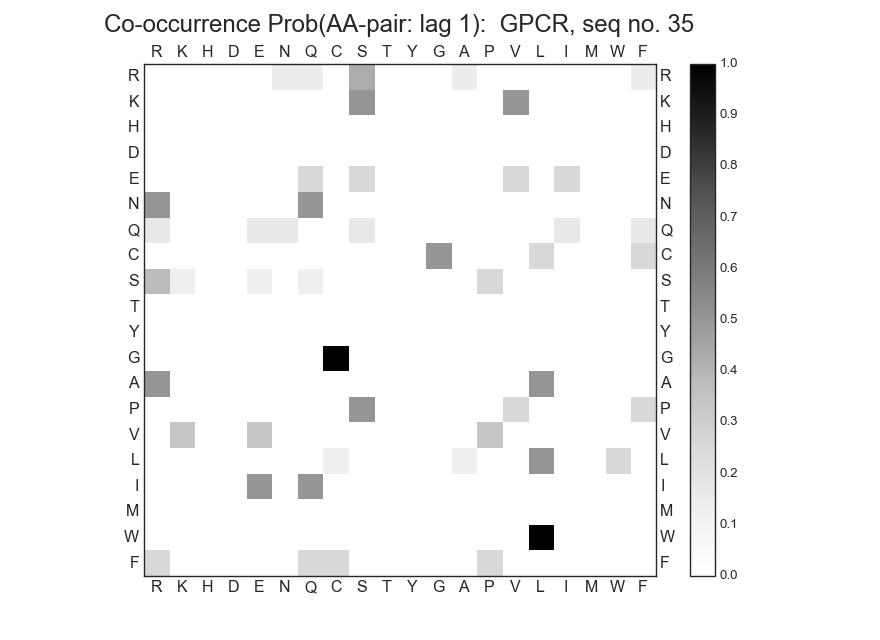 Co-occurrence Prob(AA-pair: lag 1):  GPCR, seq no. 35
R K H D E N Q C S T Y G A P V L I M W F
R R 1.0
K K 0.9
H H
D D 0.8
E E
N N 0.7
Q Q
C C 0.6
S S
T T 0.5
Y Y
G G 0.4
A A
P P 0.3
V V
L L 0.2
I I
M M 0.1
W W
F F 0.0
R K H D E N Q C S T Y G A P V L I M W F